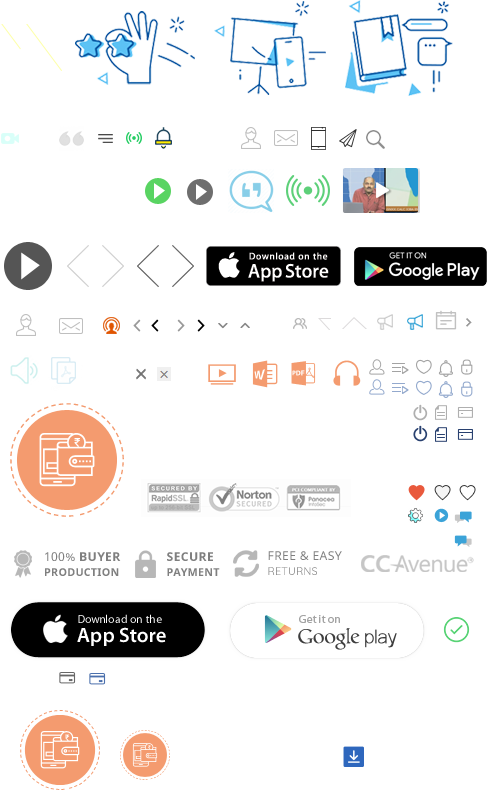 Download on the
App Store
GET IT ON
Google Play
W
PDF
₹
SECURED BY
RapidSSL
Norton
SECURED
PCI COMPLIANT BY
Panacea
100% BUYER
PRODUCTION
SECURE
PAYMENT
FREE & EASY
RETURNS
CC-Avenue®
Download on the
App Store
Get it on
Google play